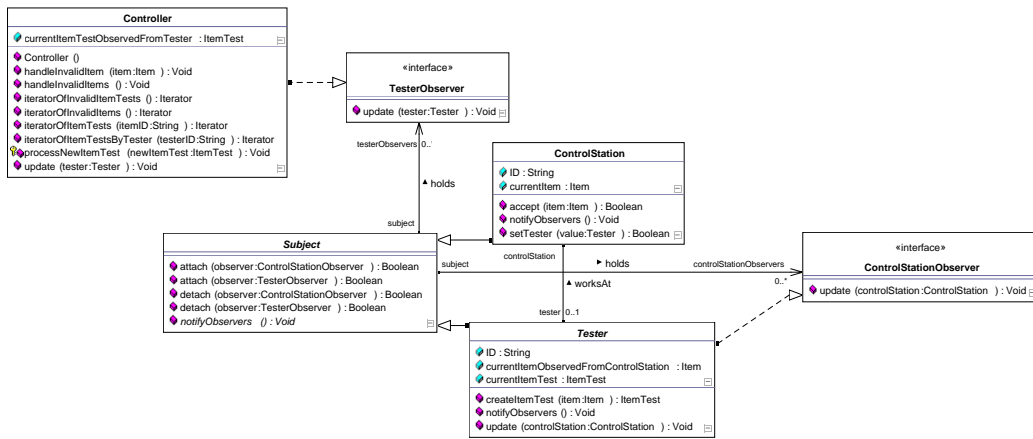 Controller
currentItemTestObservedFromTester : ItemTest
Controller ()
handleInvalidItem (item:Item ) : Void
handleInvalidItems () : Void
iteratorOfInvalidItemTests () : Iterator
iteratorOfInvalidItems () : Iterator
iteratorOfItemTests (itemID:String ) : Iterator
iteratorOfItemTestsByTester (testerID:String ) : Iterator
processNewItemTest (newItemTest:ItemTest ) : Void
update (tester:Tester ) : Void
«interface»
TesterObserver
update (tester:Tester ) : Void
testerObservers 0..*
▲ holds
subject
ControlStation
ID : String
currentItem : Item
accept (item:Item ) : Boolean
notifyObservers () : Void
setTester (value:Tester ) : Boolean
Subject
attach (observer:ControlStationObserver ) : Boolean
attach (observer:TesterObserver ) : Boolean
detach (observer:ControlStationObserver ) : Boolean
detach (observer:TesterObserver ) : Boolean
notifyObservers () : Void
subject
controlStation
► holds
controlStationObservers
0..*
▲ worksAt
tester 0..1
«interface»
ControlStationObserver
update (controlStation:ControlStation ) : Void
Tester
ID : String
currentItemObservedFromControlStation : Item
currentItemTest : ItemTest
createItemTest (item:Item ) : ItemTest
notifyObservers () : Void
update (controlStation:ControlStation ) : Void